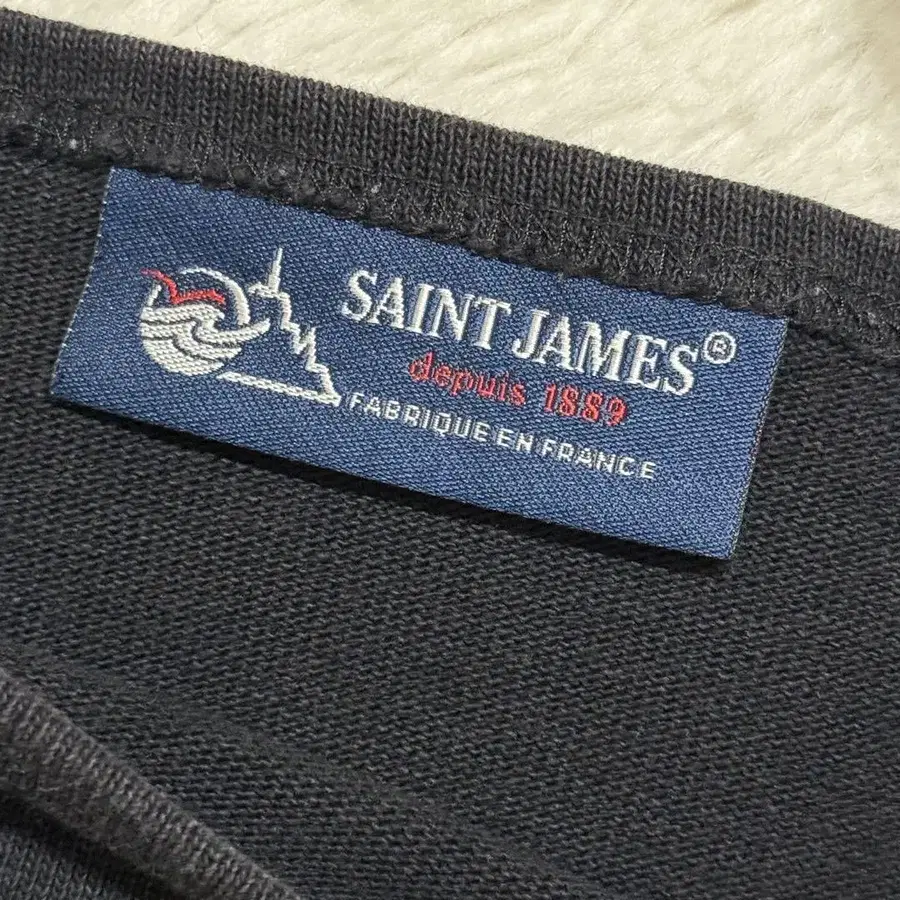 SAINT JAMES®
depuis 1889
FABRIQUE EN FRANCE